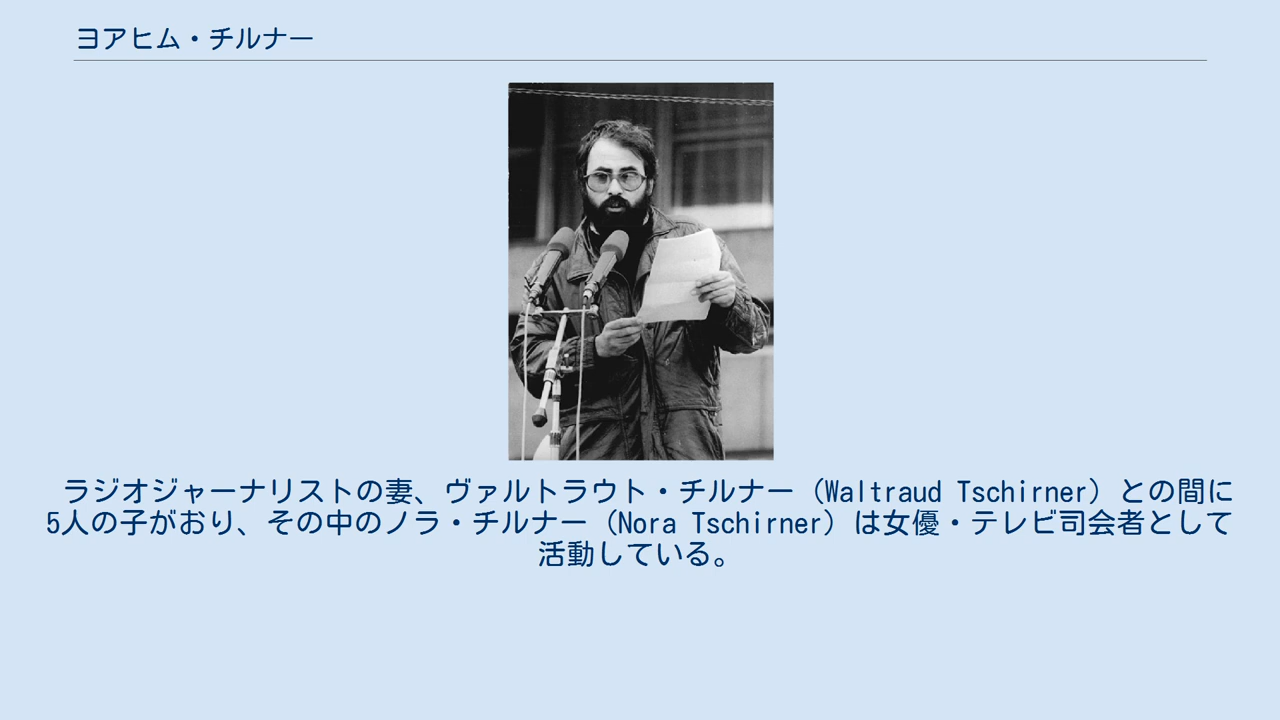 ヨアヒム・チルナー
ラジオジャーナリストの妻、ヴァルトラウト・チルナー（Waltraud Tschirner）との間に
5人の子がおり、その中のノラ・チルナー（Nora Tschirner）は女優・テレビ司会者として
活動している。